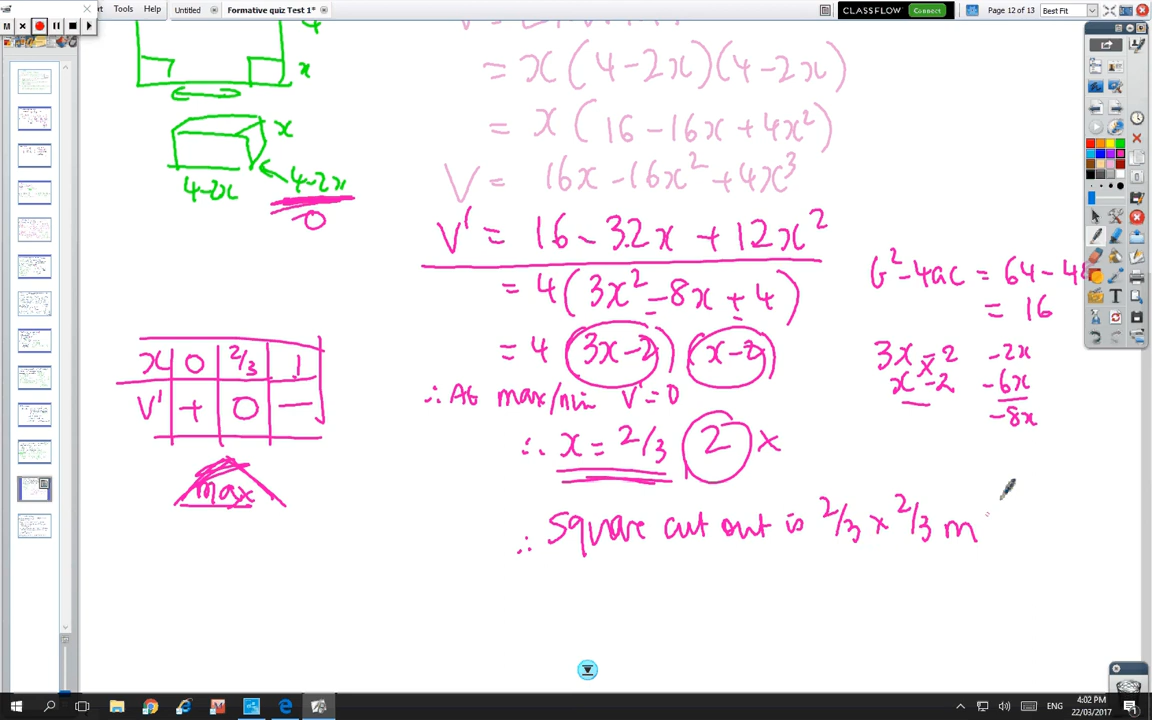 Tools Help Untitled Formative quiz Test 1* CLASSFLOW Connect Page 12 of 13 Best Fit
x
= x(4-2x)(4-2x)
= x(16-16x+4x²)
V = 16x-16x²+4x³
x
4-2x
4-2x
0
V' = 16-32x+12x²
= 4(3x²-8x+4)
= 4(3x-2)(x-2)
b²-4ac = 64-48
= 16
3x -2 -2x
x -2 -6x
-8x
x 0 2/3 1
V' + 0 —
max
∴ At max/min V'=0
∴ x = 2/3 2 x
∴ Square cut out is 2/3 x 2/3 m
ENG 4:02 PM
22/03/2017